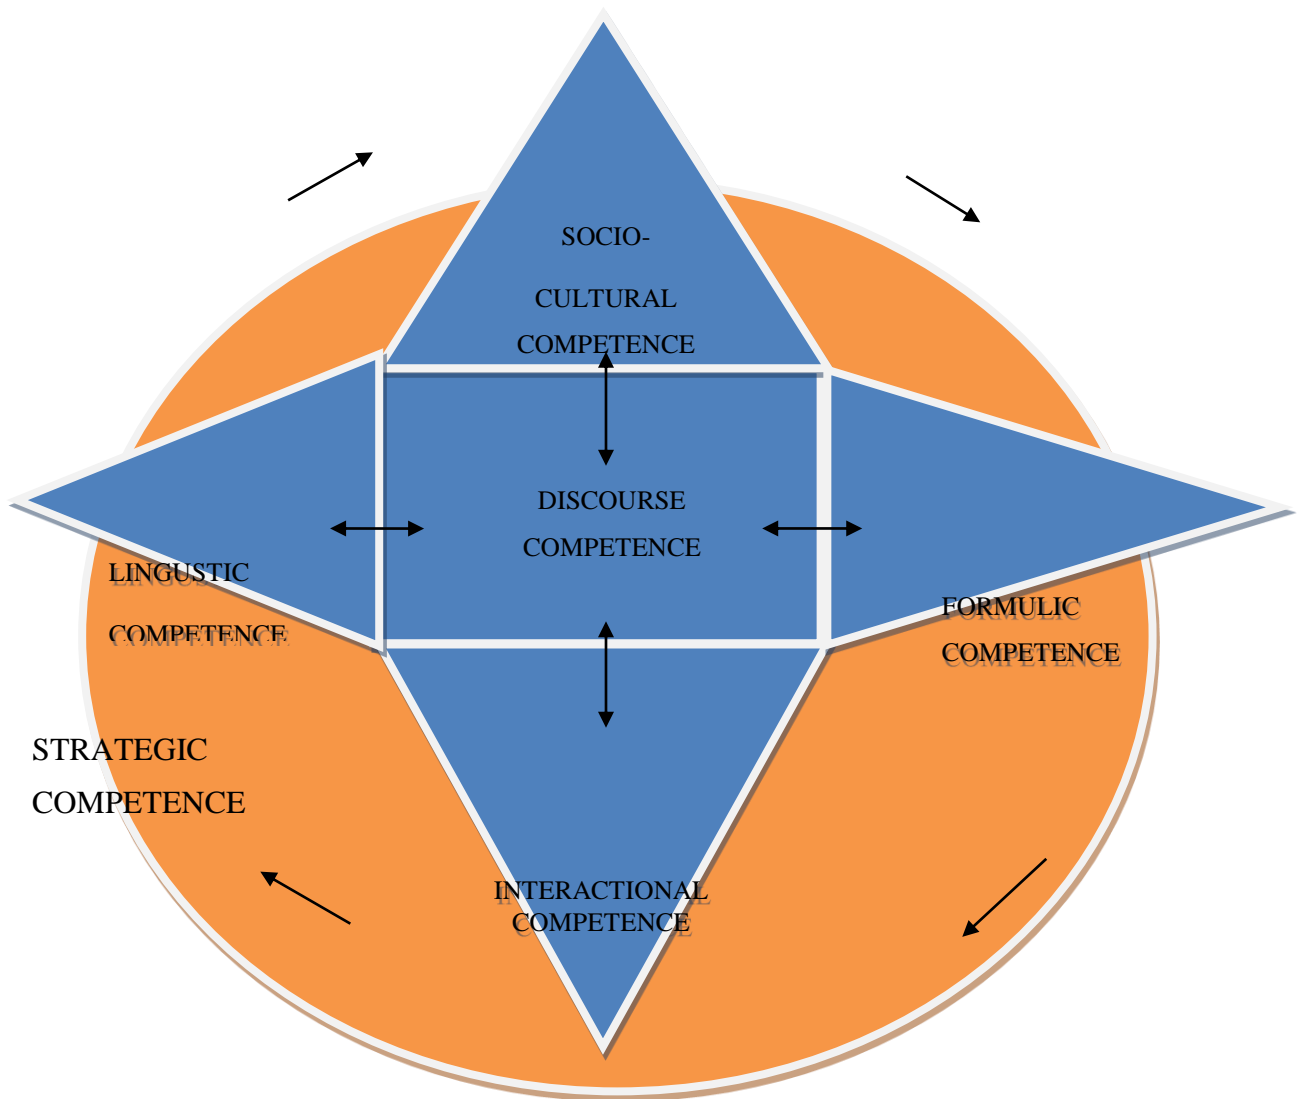 SOCIO-
CULTURAL
COMPETENCE
DISCOURSE
COMPETENCE
LINGUSTIC
COMPETENCE
FORMULIC
COMPETENCE
STRATEGIC
COMPETENCE
INTERACTIONAL
COMPETENCE